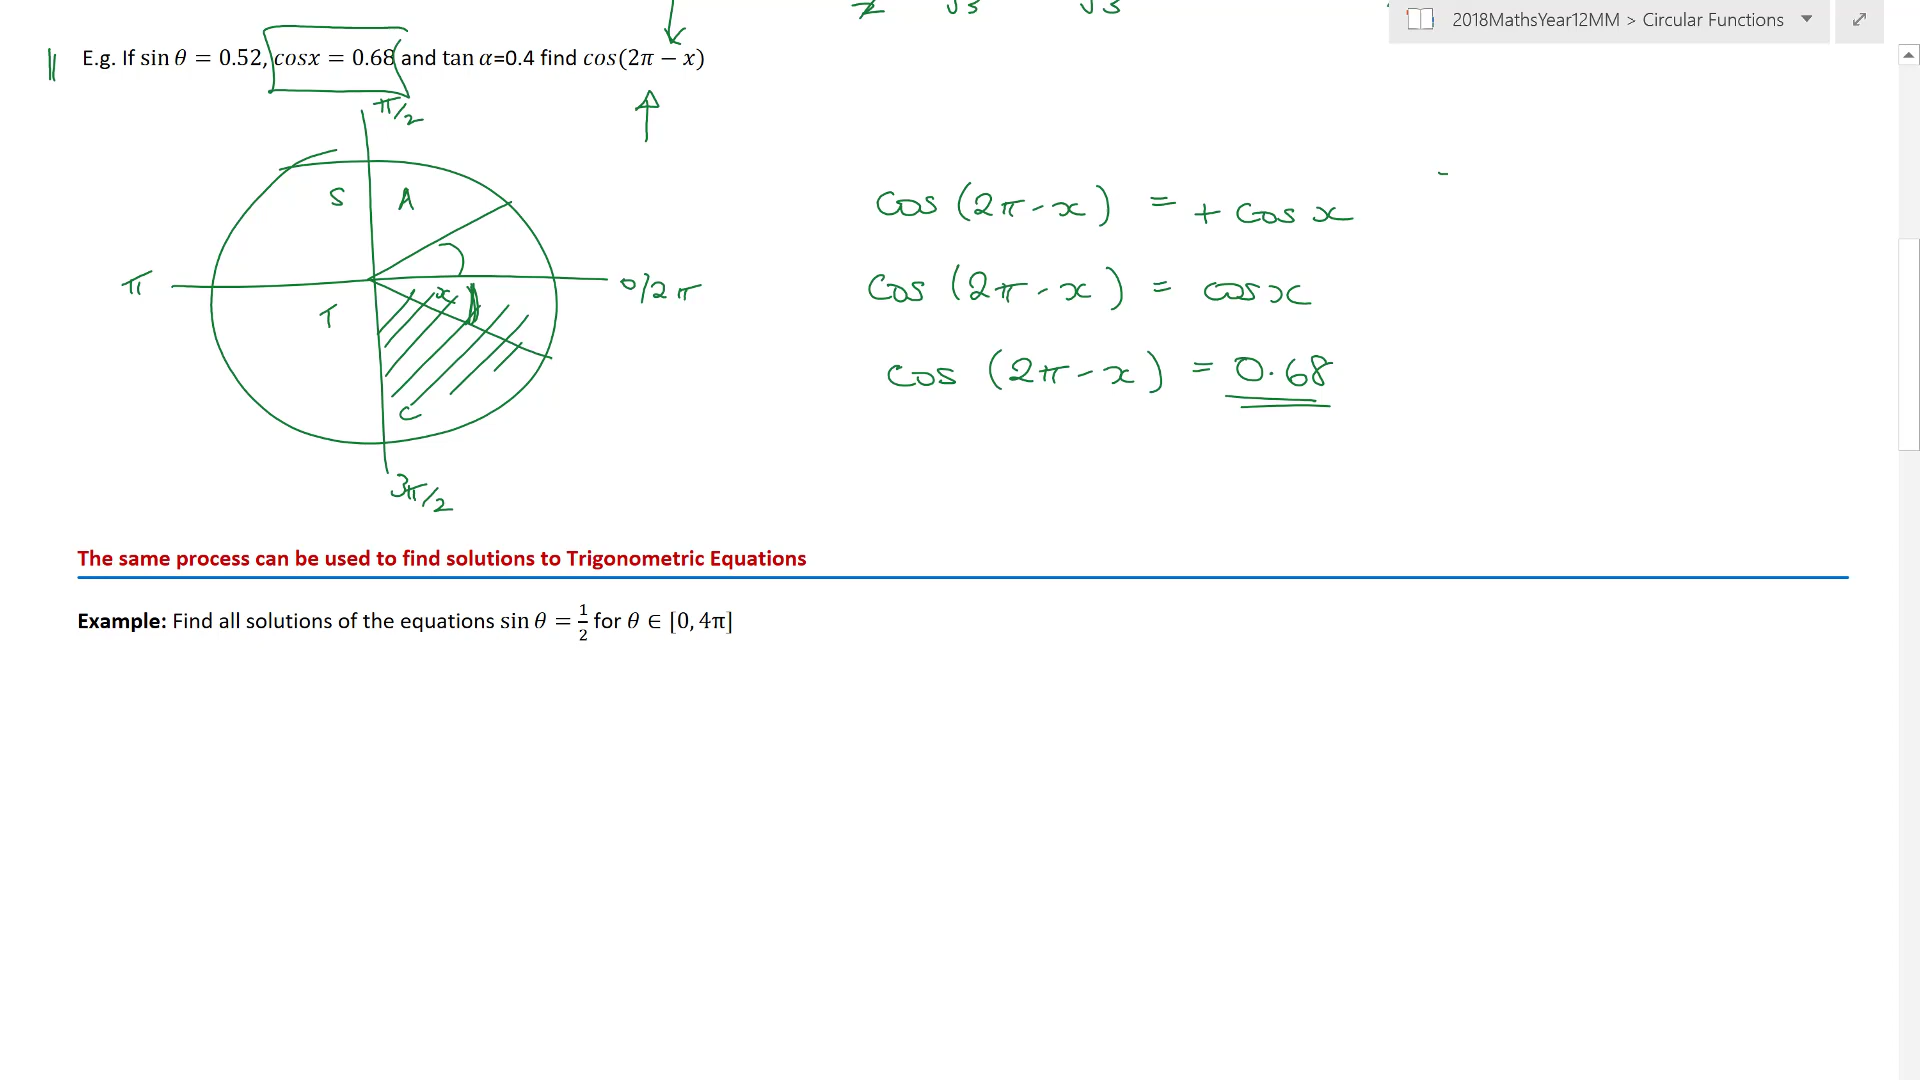 2018MathsYear12MM > Circular Functions
2 √3 √3
E.g. If sin θ = 0.52, cosx = 0.68 and tan α=0.4 find cos(2π − x)
π/2
S A
cos (2π - x) = + cos x
π 0/2π
x
T
cos (2π - x) = cos x
cos (2π - x) = 0.68
C
3π/2
The same process can be used to find solutions to Trigonometric Equations
Example: Find all solutions of the equations sin θ = 1/2 for θ ∈ [0, 4π]